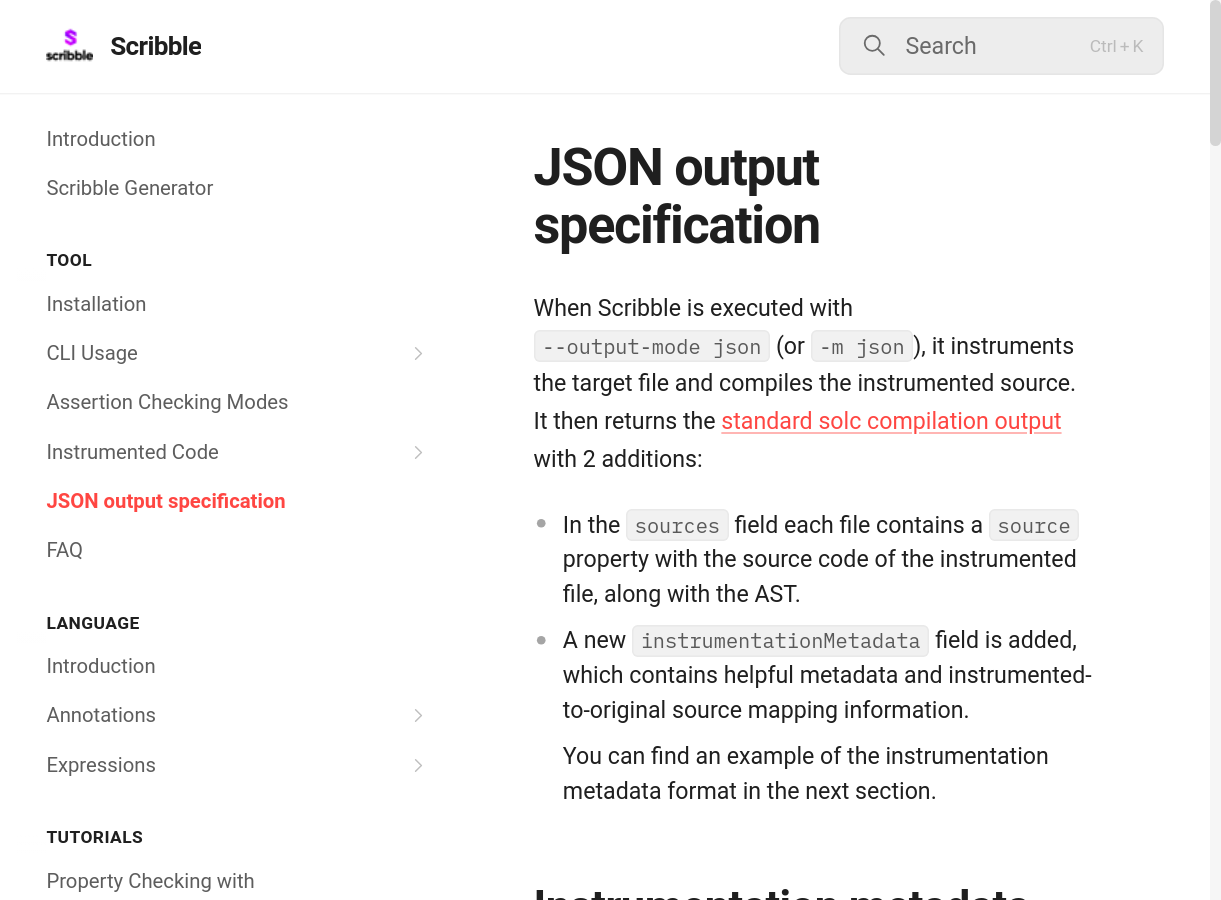 scribble
Scribble
Search
Ctrl + K
Introduction
Scribble Generator
TOOL
Installation
CLI Usage
Assertion Checking Modes
Instrumented Code
JSON output specification
FAQ
LANGUAGE
Introduction
Annotations
Expressions
TUTORIALS
Property Checking with
JSON output
specification
When Scribble is executed with
--output-mode json (or -m json), it instruments
the target file and compiles the instrumented source.
It then returns the standard solc compilation output
with 2 additions:
In the sources field each file contains a source
property with the source code of the instrumented
file, along with the AST.
A new instrumentationMetadata field is added,
which contains helpful metadata and instrumented-
to-original source mapping information.
You can find an example of the instrumentation
metadata format in the next section.
Instrumentation metadata